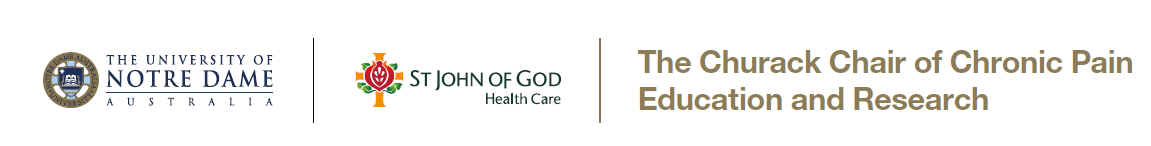 THE UNIVERSITY OF
NOTRE DAME
AUSTRALIA
ST JOHN OF GOD
Health Care
The Churack Chair of Chronic Pain
Education and Research